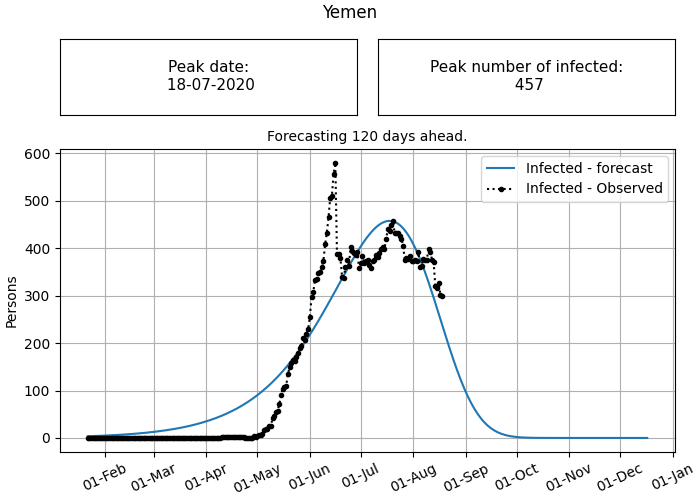 Yemen
Peak date:
18-07-2020
Peak number of infected:
457
Forecasting 120 days ahead.
Infected - forecast
Infected - Observed
Persons
600
500
400
300
200
100
0
01-Feb
01-Mar
01-Apr
01-May
01-Jun
01-Jul
01-Aug
01-Sep
01-Oct
01-Nov
01-Dec
01-Jan